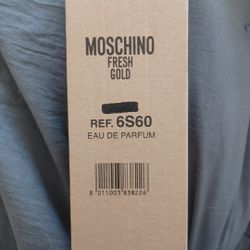 MOSCHINO
FRESH
GOLD
REF. 6S60
EAU DE PARFUM
8 011003 838226